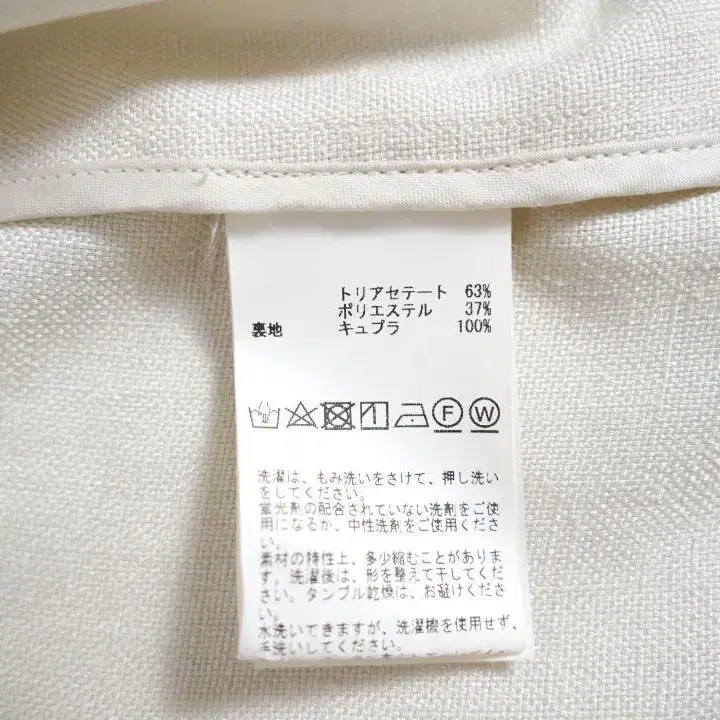 トリアセテート 63%
ポリエステル 37%
裏地 キュプラ 100%
F W
洗濯は、もみ洗いをさけて、押し洗い
をしてください。
蛍光剤の配合されていない洗剤をご使
用になるか、中性洗剤をご使用くださ
い。
素材の特性上、多少縮むことがありま
す。洗濯後は、形を整えて干してくだ
さい。タンブル乾燥は、お避けくださ
い。
水洗いできますが、洗濯機を使用せず、
手洗いしてください。